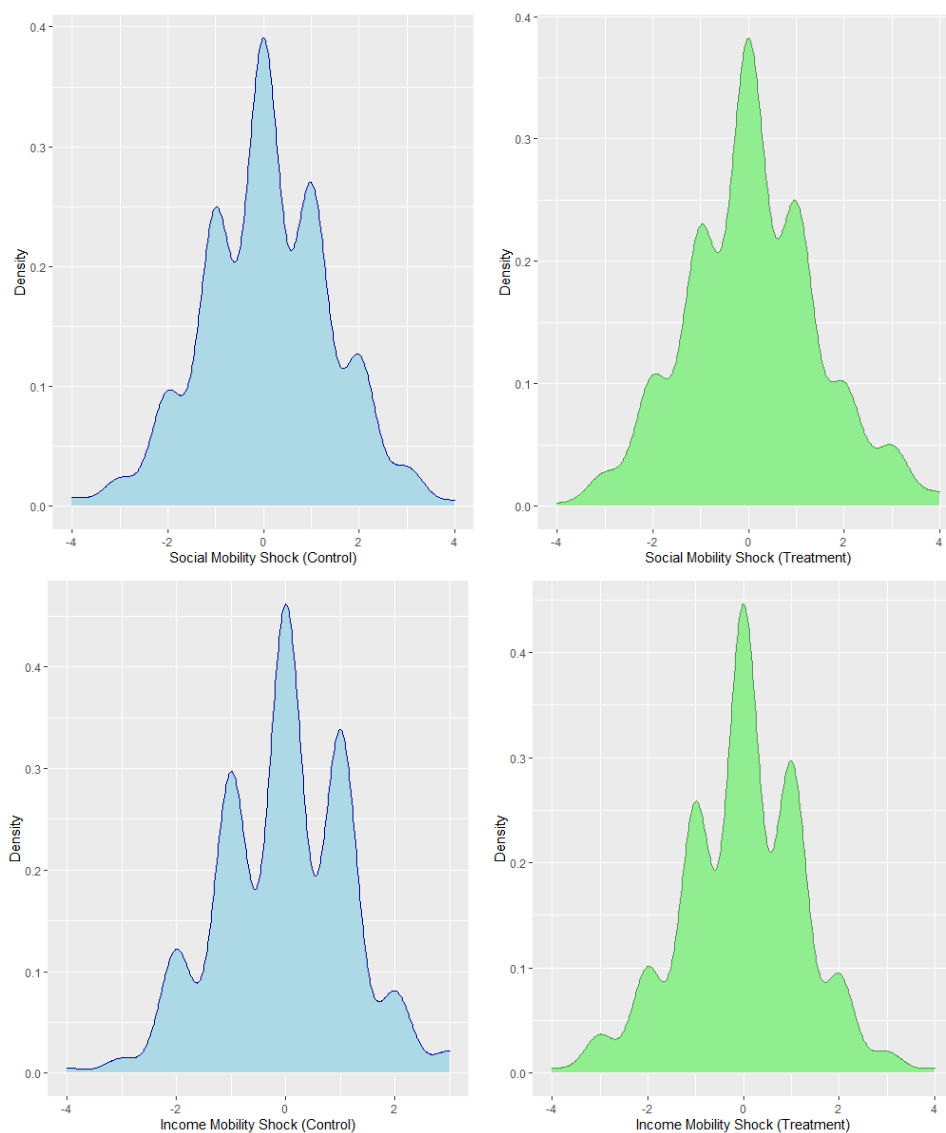 0.4
0.3
0.2
0.1
0.0
Density
-4 -2 0 2 4
Social Mobility Shock (Control)
0.4
0.3
0.2
0.1
0.0
Density
-4 -2 0 2 4
Social Mobility Shock (Treatment)
0.4
0.3
0.2
0.1
0.0
Density
-4 -2 0 2
Income Mobility Shock (Control)
0.4
0.3
0.2
0.1
0.0
Density
-4 -2 0 2 4
Income Mobility Shock (Treatment)